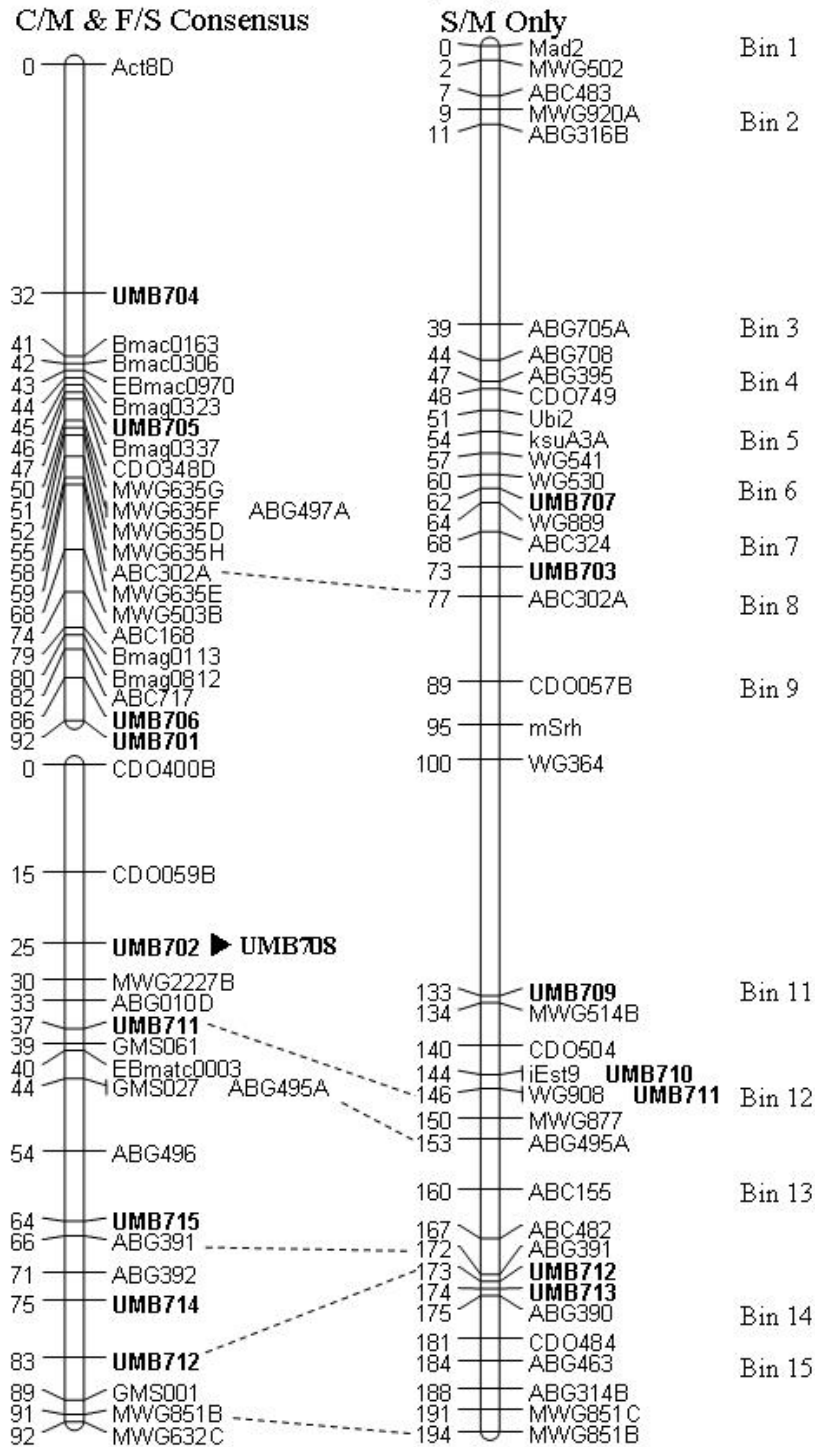 C/M & F/S Consensus
0 Act8D
32 UMB704
41 Bmac0163
42 Bmac0306
43 EBmac0970
44 Bmag0323
45 UMB705
46 Bmag0337
47 CDO348D
50 MWG635G
51 MWG635F ABG497A
52 MWG635D
55 MWG635H
58 ABC302A
59 MWG635E
68 MWG503B
74 ABC168
79 Bmag0113
80 Bmag0812
82 ABC717
86 UMB706
92 UMB701
0 CDO400B
15 CDO059B
25 UMB702 ▶ UMB708
30 MWG2227B
33 ABG010D
37 UMB711
39 GMS061
40 EBmatc0003
44 GMS027 ABG495A
54 ABG496
64 UMB715
66 ABG391
71 ABG392
75 UMB714
83 UMB712
89 GMS001
91 MWG851B
92 MWG632C
S/M Only
0 Mad2 Bin 1
2 MWG502
7 ABC483
9 MWG920A Bin 2
11 ABG316B
39 ABG705A Bin 3
44 ABG708
47 ABG395 Bin 4
48 CDO749
51 Ubi2
54 ksuA3A Bin 5
57 WG541
60 WG530
62 UMB707 Bin 6
64 WG889
68 ABC324 Bin 7
73 UMB703
77 ABC302A Bin 8
89 CDO057B Bin 9
95 mSrh
100 WG364
133 UMB709 Bin 11
134 MWG514B
140 CDO504
144 iEst9 UMB710
146 WG908 UMB711 Bin 12
150 MWG877
153 ABG495A
160 ABC155 Bin 13
167 ABC482
172 ABG391
173 UMB712
174 UMB713
175 ABG390 Bin 14
181 CDO484
184 ABG463 Bin 15
188 ABG314B
191 MWG851C
194 MWG851B